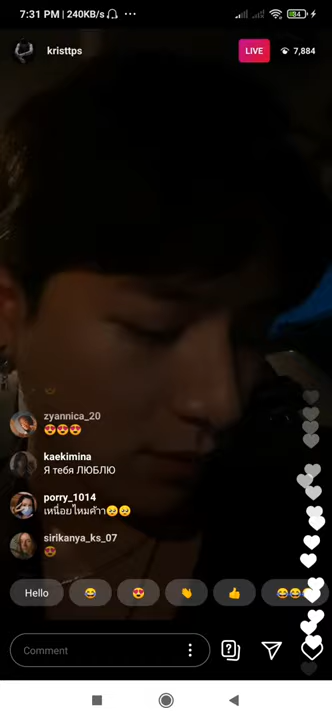 7:31 PM | 240KB/s
84
kristtps
LIVE
7,884
zyannica_20
😍😍😍
kaekimina
Я тебя ЛЮБЛЮ
porry_1014
เหนื่อยไหมค้าา🥺🥺
sirikanya_ks_07
😍
Hello 😂 😍 👏 👍 😂😂
Comment